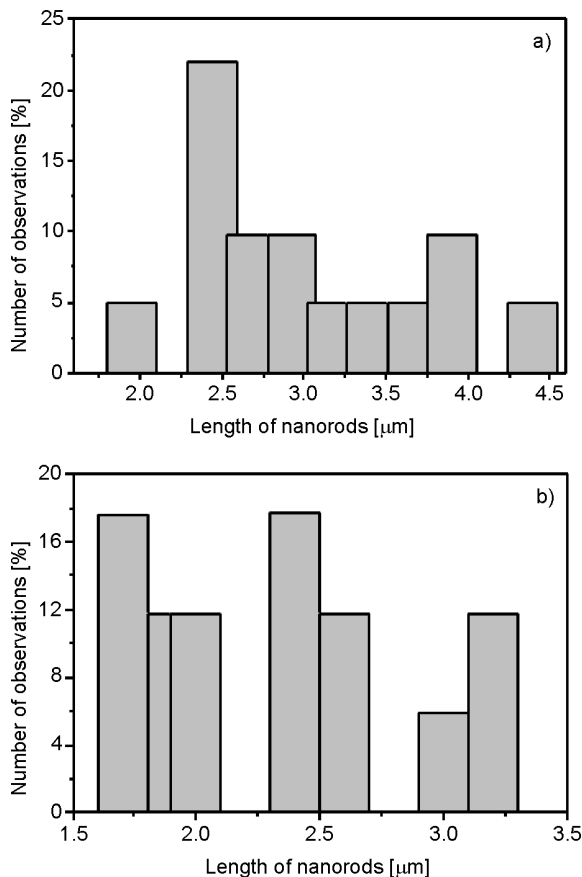 a)
Number of observations [%]
25
20
15
10
5
0
2.0 2.5 3.0 3.5 4.0 4.5
Length of nanorods [μm]
b)
Number of observations [%]
20
16
12
8
4
0
1.5 2.0 2.5 3.0 3.5
Length of nanorods [μm]